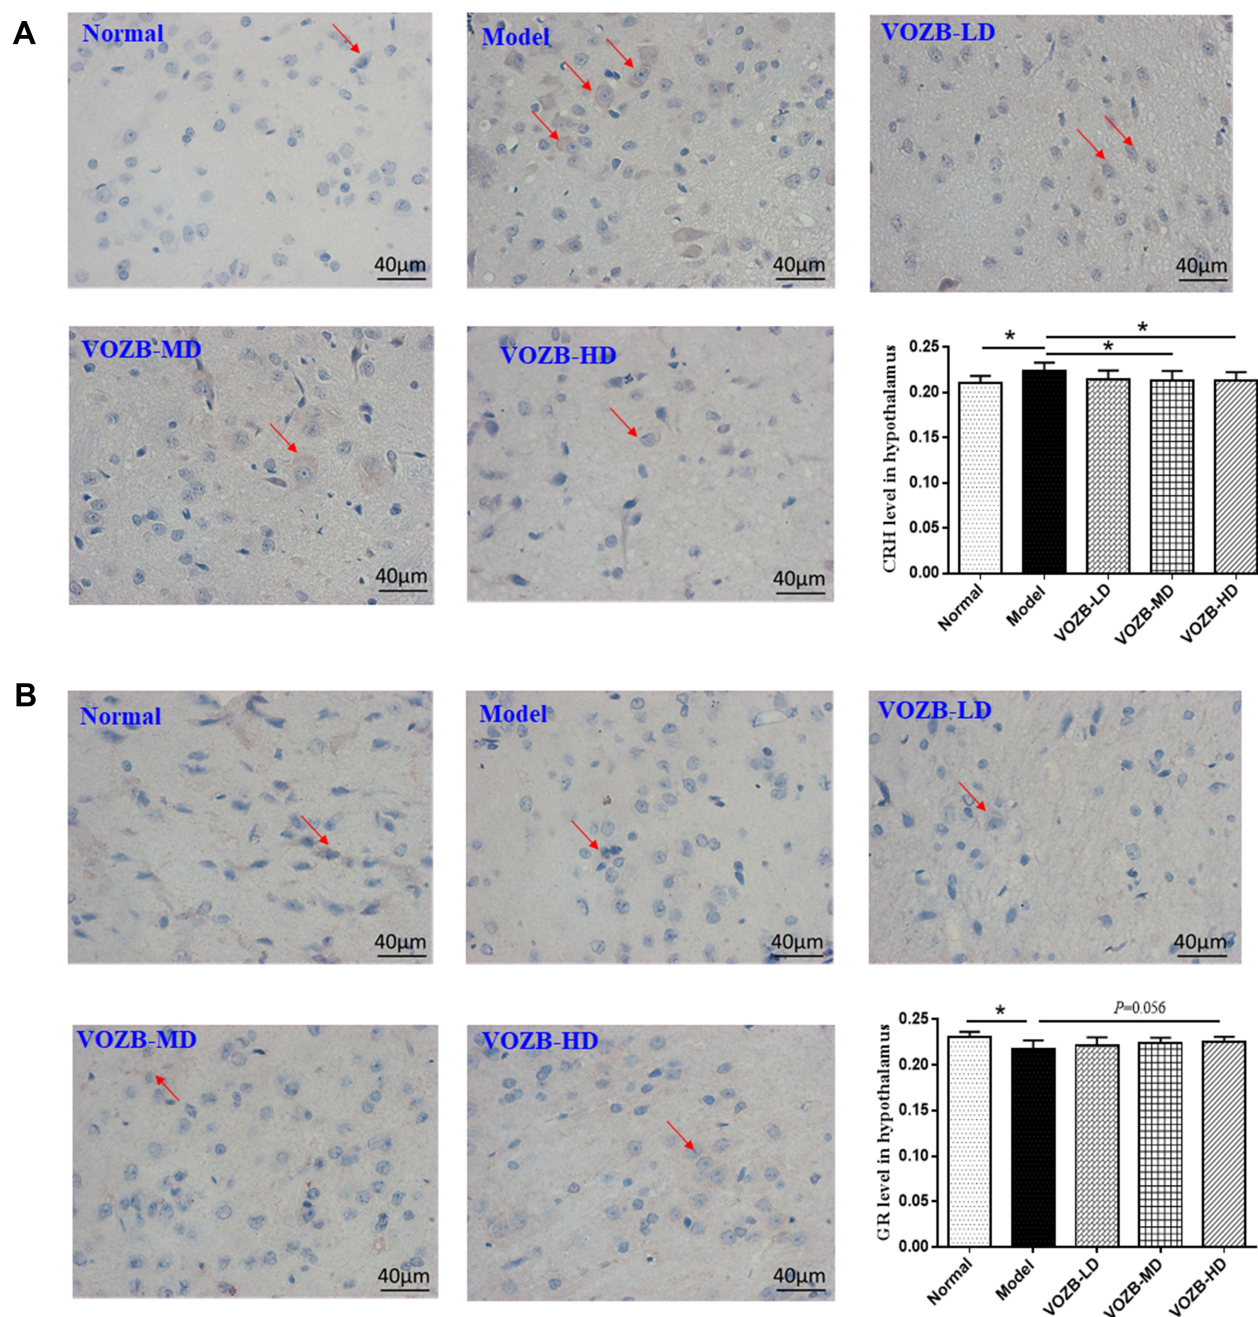 A
Normal
40µm
Model
40µm
VOZB-LD
40µm
VOZB-MD
40µm
VOZB-HD
40µm
*
*
*
CRH level in hypothalamus
0.25
0.20
0.15
0.10
0.05
0.00
Normal
Model
VOZB-LD
VOZB-MD
VOZB-HD
B
Normal
40µm
Model
40µm
VOZB-LD
40µm
VOZB-MD
40µm
VOZB-HD
40µm
*
P=0.056
GR level in hypothalamus
0.25
0.20
0.15
0.10
0.05
0.00
Normal
Model
VOZB-LD
VOZB-MD
VOZB-HD